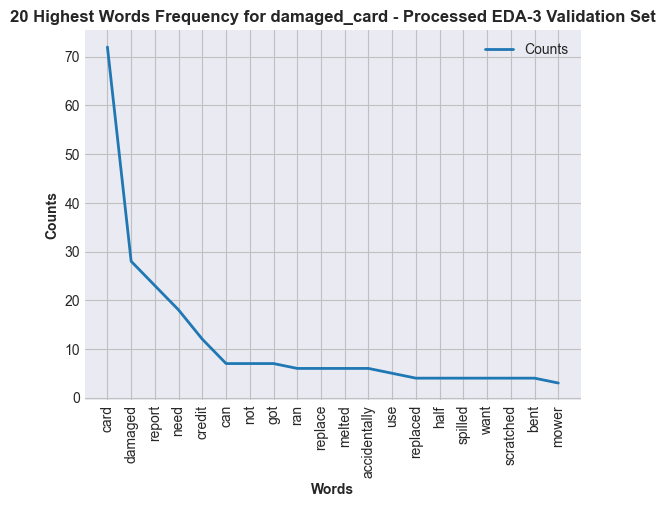 20 Highest Words Frequency for damaged_card - Processed EDA-3 Validation Set
Counts
70
60
50
40
30
20
10
0
Counts
card
damaged
report
need
credit
can
not
got
ran
replace
melted
accidentally
use
replaced
half
spilled
want
scratched
bent
mower
Words